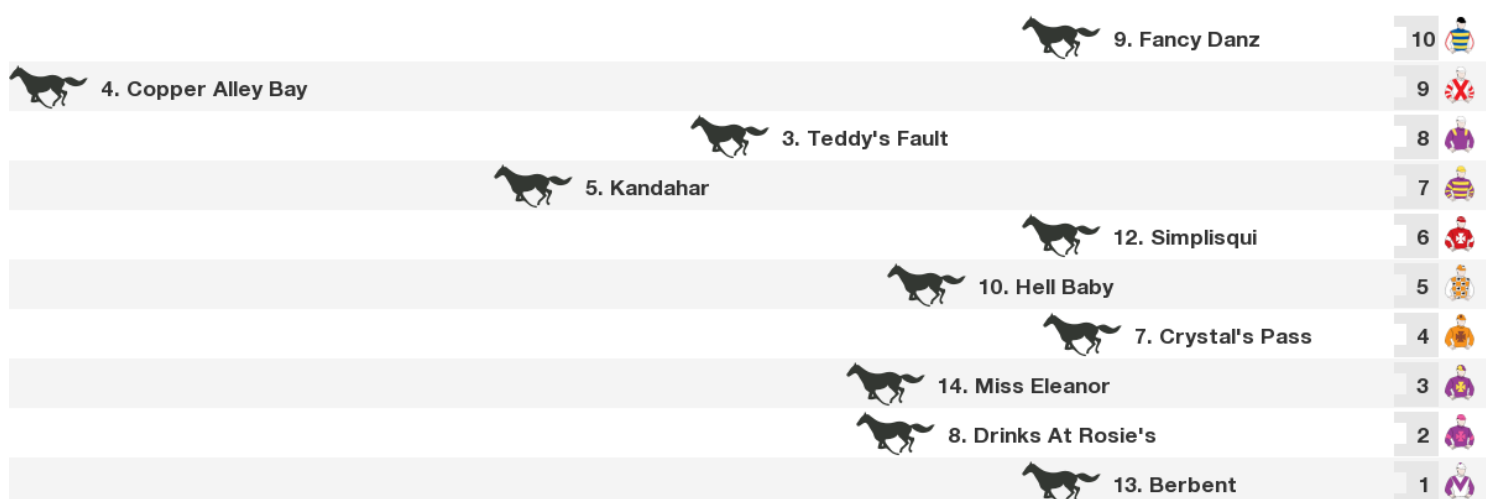 9. Fancy Danz 10
4. Copper Alley Bay 9
3. Teddy's Fault 8
5. Kandahar 7
12. Simplisqui 6
10. Hell Baby 5
7. Crystal's Pass 4
14. Miss Eleanor 3
8. Drinks At Rosie's 2
13. Berbent 1